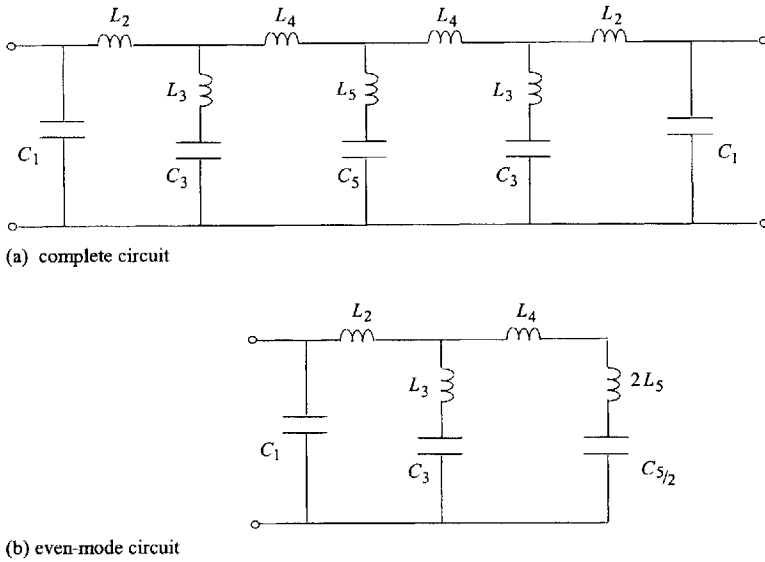 L2 L4 L4 L2
L3 L5 L3
C1 C3 C5 C3 C1
(a) complete circuit
L2 L4
L3 2L5
C1 C3 C5/2
(b) even-mode circuit